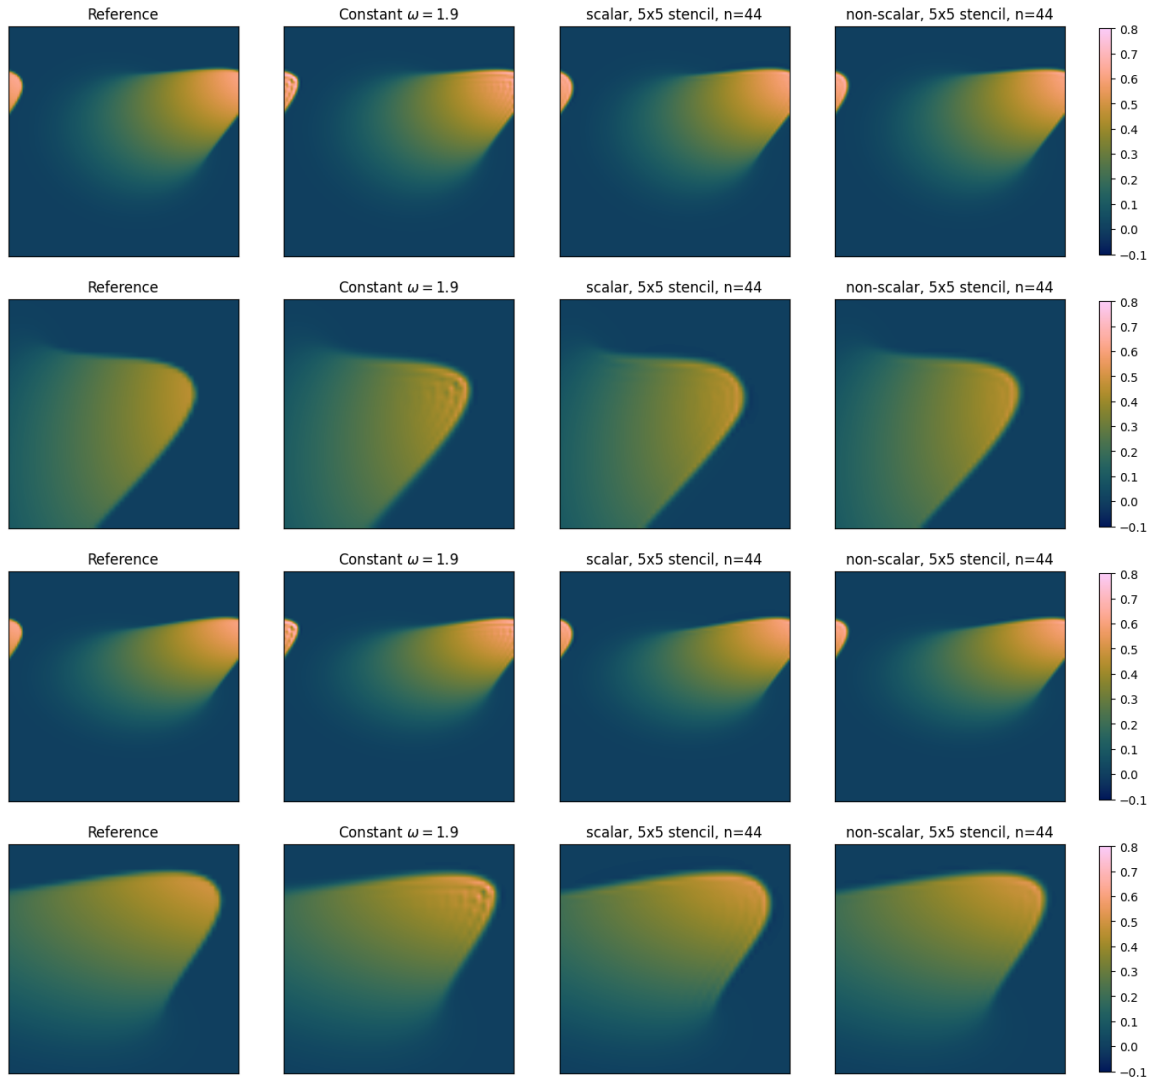 Reference
Constant ω = 1.9
scalar, 5x5 stencil, n=44
non-scalar, 5x5 stencil, n=44
0.8
0.7
0.6
0.5
0.4
0.3
0.2
0.1
0.0
−0.1
Reference
Constant ω = 1.9
scalar, 5x5 stencil, n=44
non-scalar, 5x5 stencil, n=44
0.8
0.7
0.6
0.5
0.4
0.3
0.2
0.1
0.0
−0.1
Reference
Constant ω = 1.9
scalar, 5x5 stencil, n=44
non-scalar, 5x5 stencil, n=44
0.8
0.7
0.6
0.5
0.4
0.3
0.2
0.1
0.0
−0.1
Reference
Constant ω = 1.9
scalar, 5x5 stencil, n=44
non-scalar, 5x5 stencil, n=44
0.8
0.7
0.6
0.5
0.4
0.3
0.2
0.1
0.0
−0.1